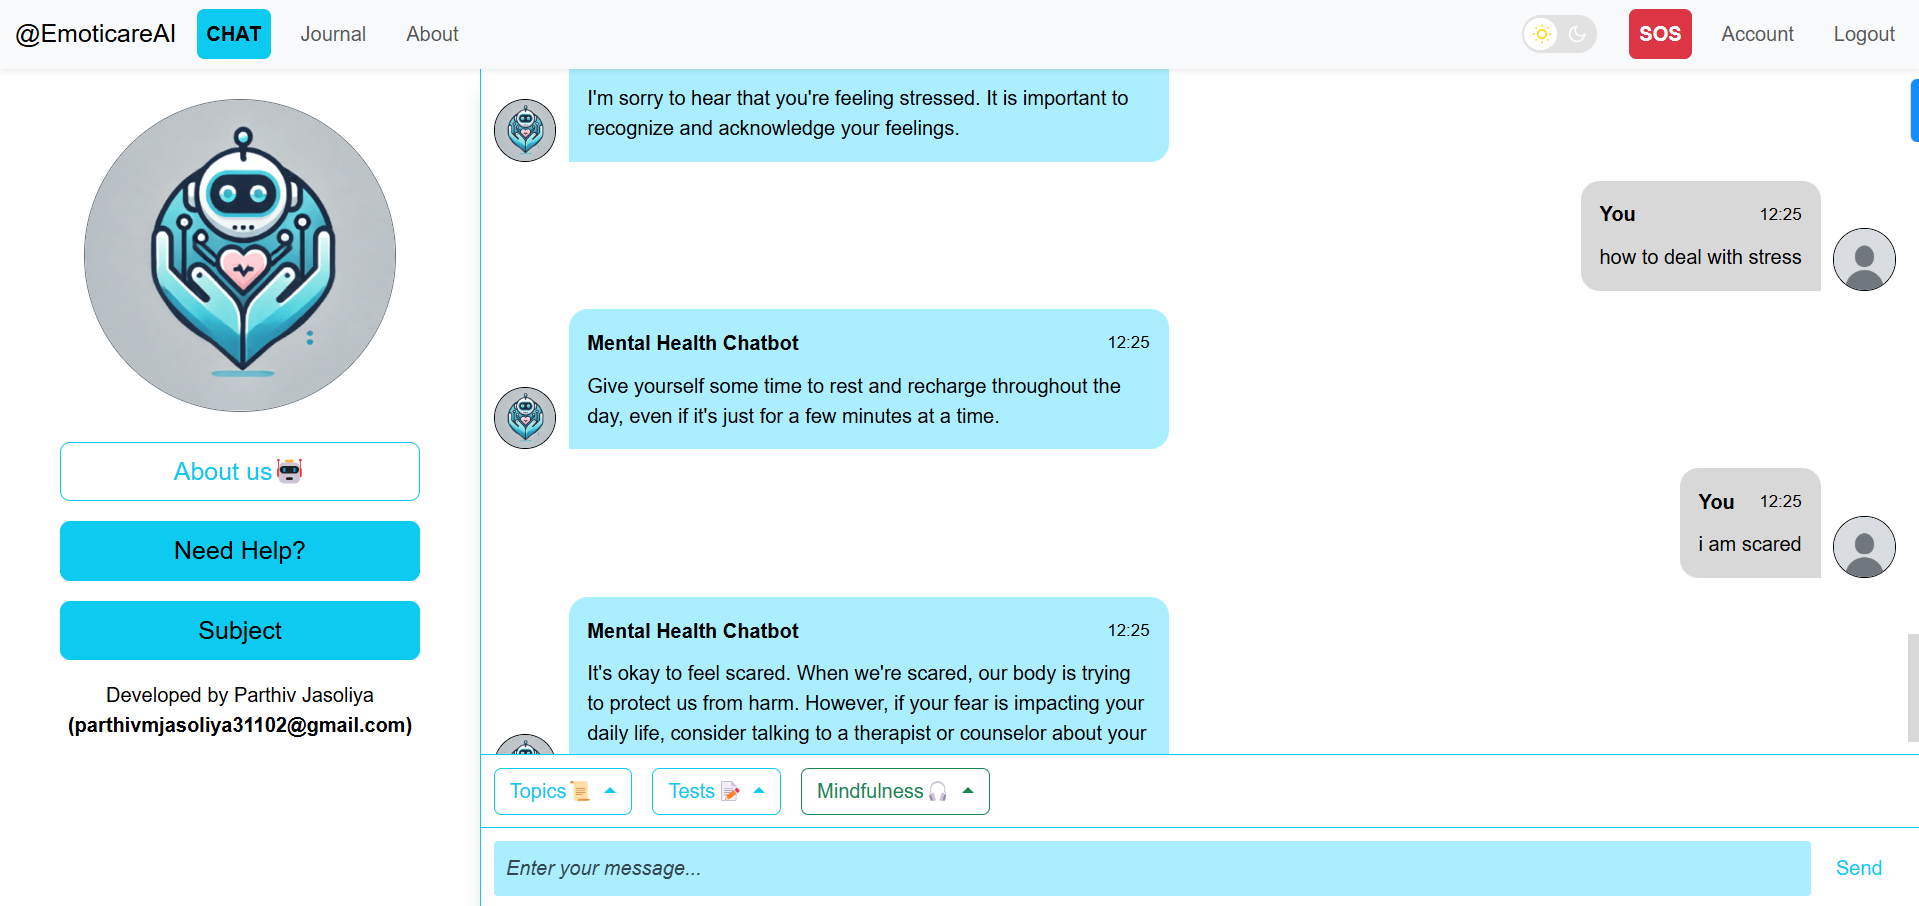 @EmoticareAI CHAT Journal About SOS Account Logout
About us
Need Help?
Subject
Developed by Parthiv Jasoliya
(parthivmjasoliya31102@gmail.com)
I'm sorry to hear that you're feeling stressed. It is important to
recognize and acknowledge your feelings.
You 12:25
how to deal with stress
Mental Health Chatbot 12:25
Give yourself some time to rest and recharge throughout the
day, even if it's just for a few minutes at a time.
You 12:25
i am scared
Mental Health Chatbot 12:25
It's okay to feel scared. When we're scared, our body is trying
to protect us from harm. However, if your fear is impacting your
daily life, consider talking to a therapist or counselor about your
Topics Tests Mindfulness
Enter your message... Send